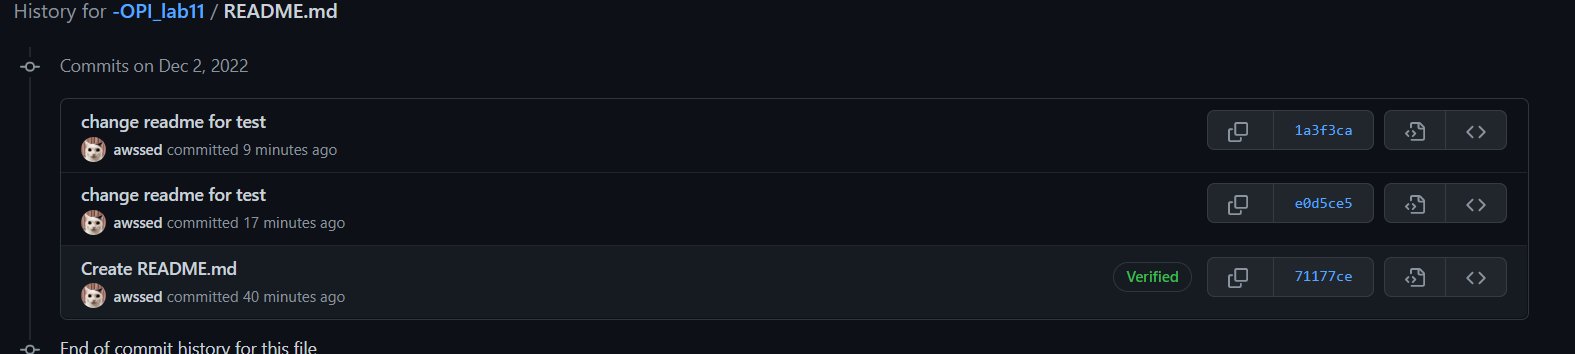 History for -OPI_lab11 / README.md
Commits on Dec 2, 2022
change readme for test
awssed committed 9 minutes ago
1a3f3ca
change readme for test
awssed committed 17 minutes ago
e0d5ce5
Create README.md
awssed committed 40 minutes ago
Verified
71177ce
End of commit history for this file